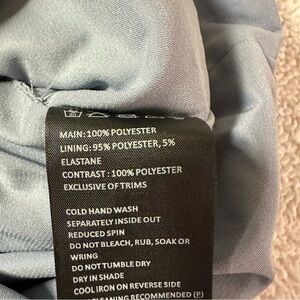 MAIN: 100% POLYESTER
LINING: 95% POLYESTER, 5%
ELASTANE
CONTRAST : 100% POLYESTER
EXCLUSIVE OF TRIMS
COLD HAND WASH
SEPARATELY INSIDE OUT
REDUCED SPIN
DO NOT BLEACH, RUB, SOAK OR
WRING
DO NOT TUMBLE DRY
DRY IN SHADE
COOL IRON ON REVERSE SIDE
CLEANING RECOMMENDED (P)